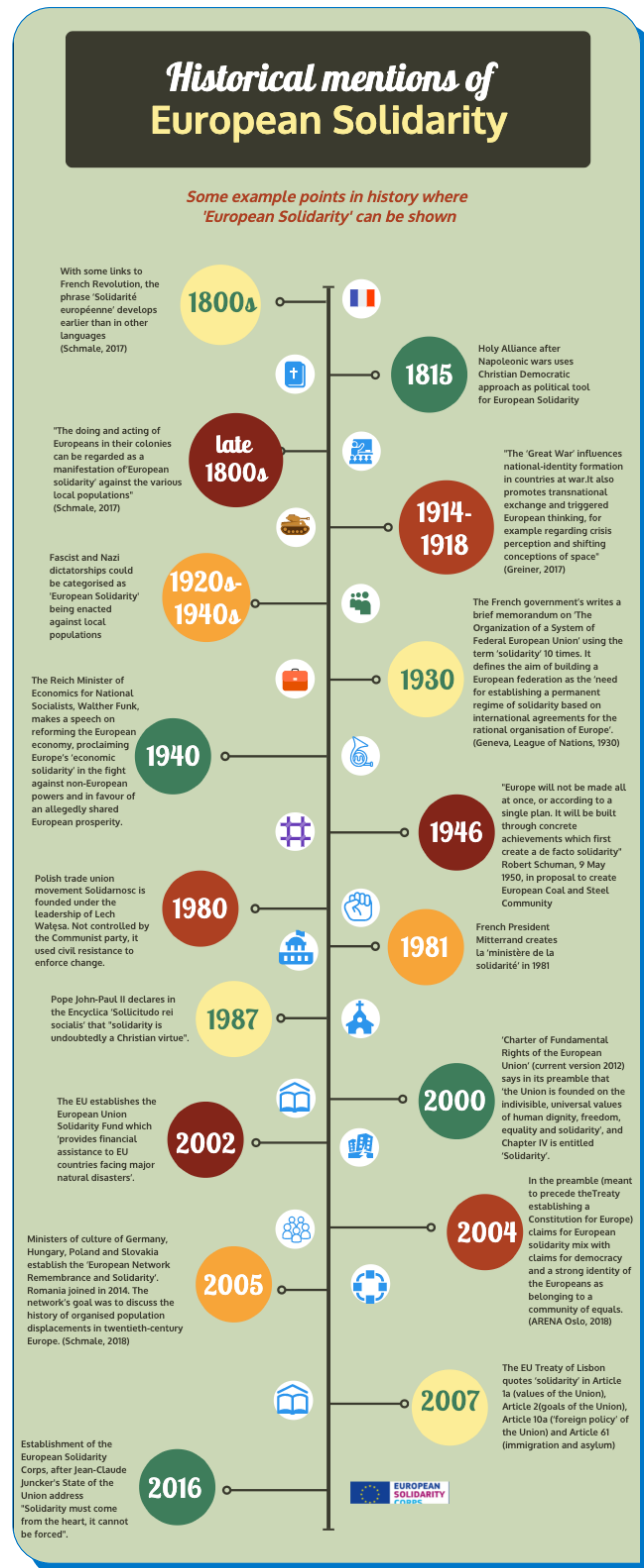 Historical mentions of
European Solidarity
Some example points in history where
'European Solidarity' can be shown
With some links to
French Revolution, the
phrase 'Solidarité
européenne' develops
earlier than in other
languages
(Schmale, 2017)
1800s
1815
Holy Alliance after
Napoleonic wars uses
Christian Democratic
approach as political tool
for European Solidarity
"The doing and acting of
Europeans in their colonies
can be regarded as a
manifestation of'European
solidarity' against the various
local populations"
(Schmale, 2017)
late
1800s
1914-
1918
"The 'Great War' influences
national-identity formation
in countries at war.It also
promotes transnational
exchange and triggered
European thinking, for
example regarding crisis
perception and shifting
conceptions of space"
(Greiner, 2017)
Fascist and Nazi
dictatorships could
be categorised as
'European Solidarity'
being enacted
against local
populations
1920s-
1940s
1930
The French government's writes a
brief memorandum on 'The
Organization of a System of
Federal European Union' using the
term 'solidarity' 10 times. It
defines the aim of building a
European federation as the 'need
for establishing a permanent
regime of solidarity based on
international agreements for the
rational organisation of Europe'.
(Geneva, League of Nations, 1930)
The Reich Minister of
Economics for National
Socialists, Walther Funk,
makes a speech on
reforming the European
economy, proclaiming
Europe's 'economic
solidarity' in the fight
against non-European
powers and in favour of
an allegedly shared
European prosperity.
1940
1946
"Europe will not be made all
at once, or according to a
single plan. It will be built
through concrete
achievements which first
create a de facto solidarity"
Robert Schuman, 9 May
1950, in proposal to create
European Coal and Steel
Community
Polish trade union
movement Solidarnosc is
founded under the
leadership of Lech
Wałęsa. Not controlled by
the Communist party, it
used civil resistance to
enforce change.
1980
1981
French President
Mitterrand creates
la 'ministère de la
solidarité' in 1981
Pope John-Paul II declares in
the Encyclica 'Sollicitudo rei
socialis' that "solidarity is
undoubtedly a Christian virtue".
1987
2000
'Charter of Fundamental
Rights of the European
Union' (current version 2012)
says in its preamble that
'the Union is founded on the
indivisible, universal values
of human dignity, freedom,
equality and solidarity', and
Chapter IV is entitled
'Solidarity'.
The EU establishes the
European Union
Solidarity Fund which
'provides financial
assistance to EU
countries facing major
natural disasters'.
2002
2004
In the preamble (meant
to precede theTreaty
establishing a
Constitution for Europe)
claims for European
solidarity mix with
claims for democracy
and a strong identity of
the Europeans as
belonging to a
community of equals.
(ARENA Oslo, 2018)
Ministers of culture of Germany,
Hungary, Poland and Slovakia
establish the 'European Network
Remembrance and Solidarity'.
Romania joined in 2014. The
network's goal was to discuss the
history of organised population
displacements in twentieth-century
Europe. (Schmale, 2018)
2005
2007
The EU Treaty of Lisbon
quotes 'solidarity' in Article
1a (values of the Union),
Article 2(goals of the Union),
Article 10a ('foreign policy' of
the Union) and Article 61
(immigration and asylum)
Establishment of the
European Solidarity
Corps, after Jean-Claude
Juncker's State of the
Union address
"Solidarity must come
from the heart, it cannot
be forced".
2016
EUROPEAN
SOLIDARITY
CORPS